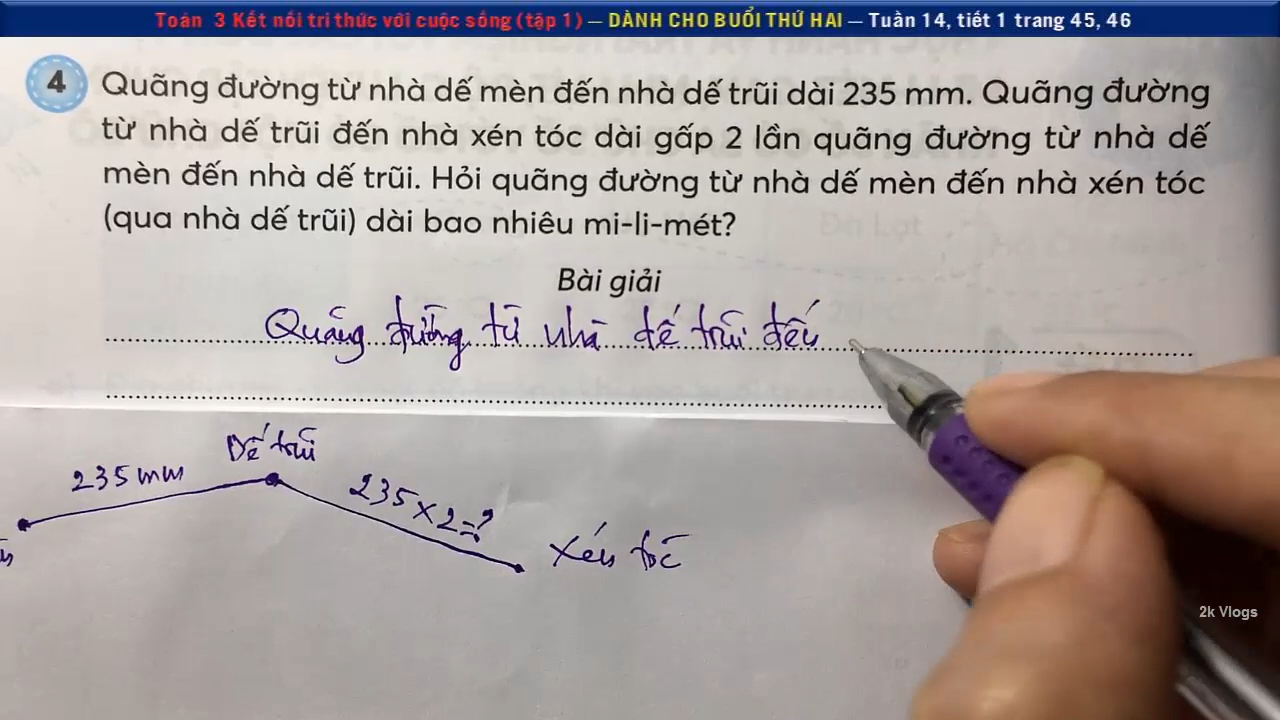 Toán 3 Kết nối tri thức với cuộc sống (tập 1) — DÀNH CHO BUỔI THỨ HAI — Tuần 14, tiết 1 trang 45, 46
4 Quãng đường từ nhà dế mèn đến nhà dế trũi dài 235 mm. Quãng đường
từ nhà dế trũi đến nhà xén tóc dài gấp 2 lần quãng đường từ nhà dế
mèn đến nhà dế trũi. Hỏi quãng đường từ nhà dế mèn đến nhà xén tóc
(qua nhà dế trũi) dài bao nhiêu mi-li-mét?
Bài giải
Quãng đường từ nhà dế trũi đến
Dế trũi
235 mm
235 × 2 = ?
Xén tóc
2k Vlogs